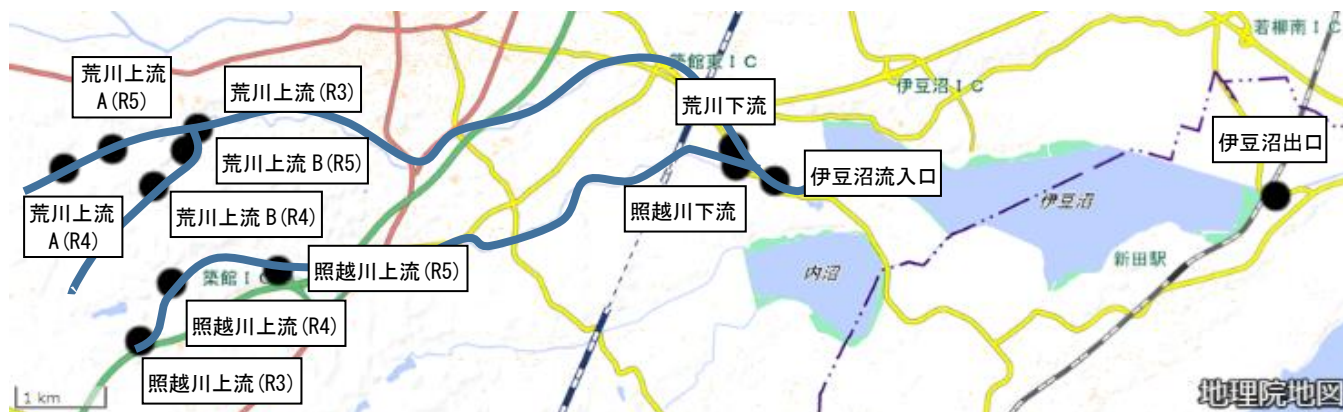 若柳南IC
築館東IC
伊豆沼IC
荒川上流
A(R5)
荒川上流(R3)
荒川下流
荒川上流B(R5)
伊豆沼出口
伊豆沼流入口
荒川上流
A(R4)
荒川上流B(R4)
照越川下流
伊豆沼
内沼
新田駅
築館IC
照越川上流(R5)
照越川上流(R4)
照越川上流(R3)
1 km
地理院地図